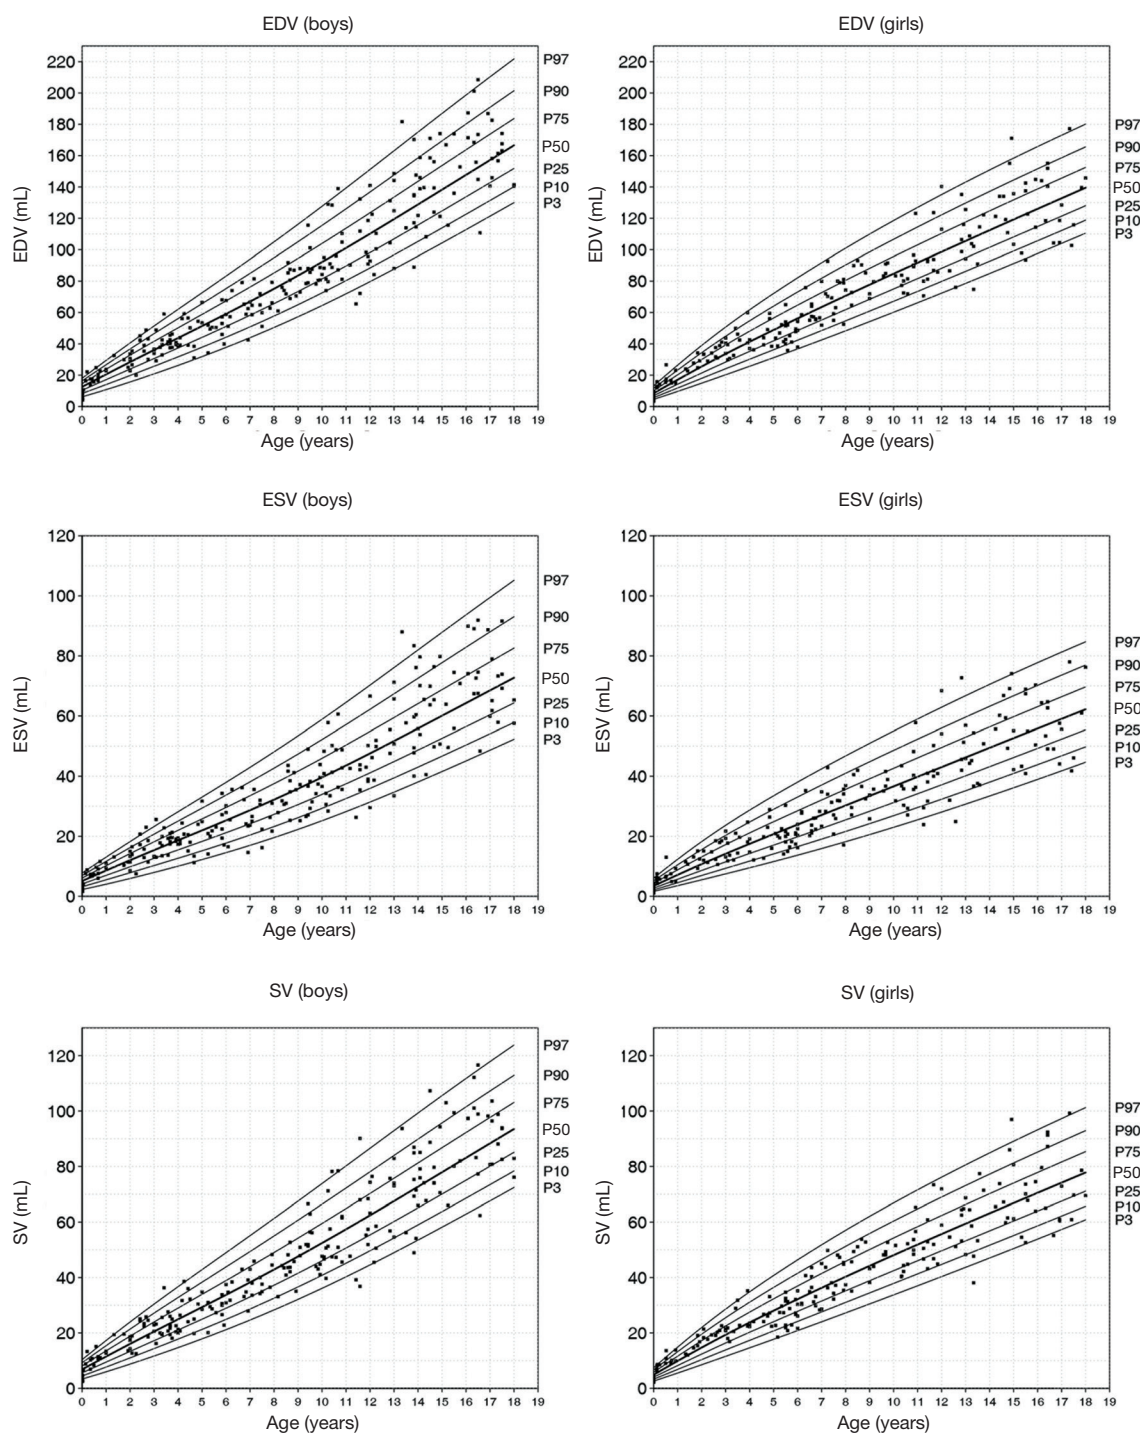 EDV (boys)
220
200
180
160
140
120
100
80
60
40
20
0
EDV (mL)
P97
P90
P75
P50
P25
P10
P3
0 1 2 3 4 5 6 7 8 9 10 11 12 13 14 15 16 17 18 19
Age (years)
EDV (girls)
220
200
180
160
140
120
100
80
60
40
20
0
EDV (mL)
P97
P90
P75
P50
P25
P10
P3
0 1 2 3 4 5 6 7 8 9 10 11 12 13 14 15 16 17 18 19
Age (years)
ESV (boys)
120
100
80
60
40
20
0
ESV (mL)
P97
P90
P75
P50
P25
P10
P3
0 1 2 3 4 5 6 7 8 9 10 11 12 13 14 15 16 17 18 19
Age (years)
ESV (girls)
120
100
80
60
40
20
0
ESV (mL)
P97
P90
P75
P50
P25
P10
P3
0 1 2 3 4 5 6 7 8 9 10 11 12 13 14 15 16 17 18 19
Age (years)
SV (boys)
120
100
80
60
40
20
0
SV (mL)
P97
P90
P75
P50
P25
P10
P3
0 1 2 3 4 5 6 7 8 9 10 11 12 13 14 15 16 17 18 19
Age (years)
SV (girls)
120
100
80
60
40
20
0
SV (mL)
P97
P90
P75
P50
P25
P10
P3
0 1 2 3 4 5 6 7 8 9 10 11 12 13 14 15 16 17 18 19
Age (years)